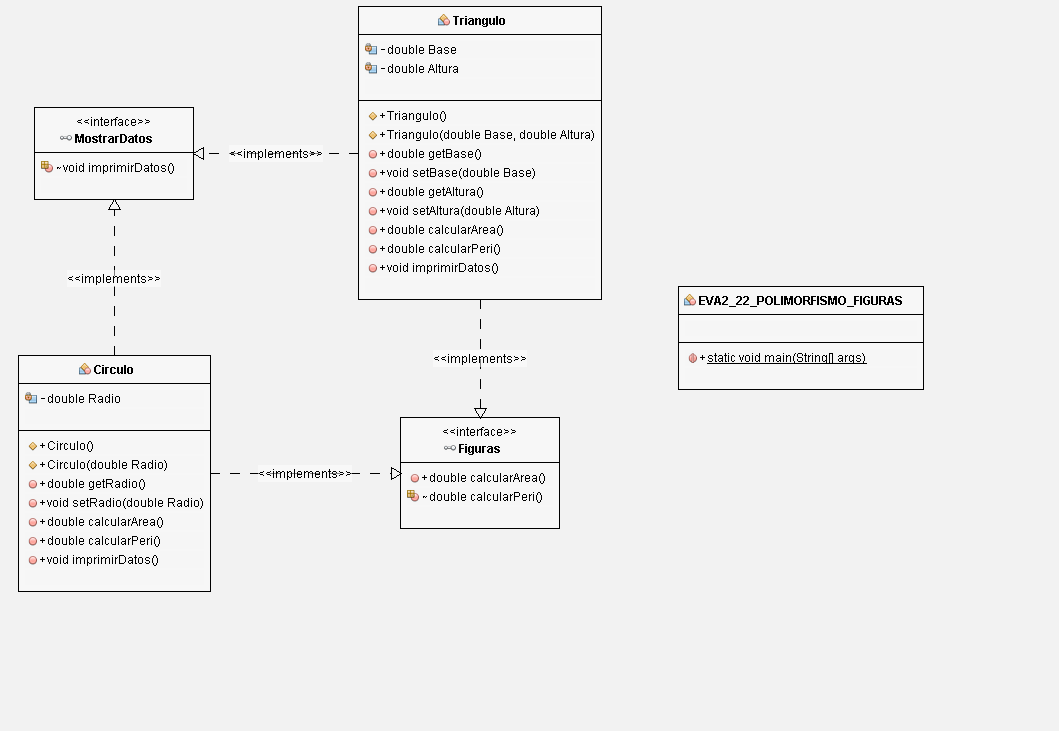 Triangulo
-double Base
-double Altura
+Triangulo()
+Triangulo(double Base, double Altura)
+double getBase()
+void setBase(double Base)
+double getAltura()
+void setAltura(double Altura)
+double calcularArea()
+double calcularPeri()
+void imprimirDatos()
<<interface>>
MostrarDatos
~void imprimirDatos()
<<implements>>
<<implements>>
<<implements>>
EVA2_22_POLIMORFISMO_FIGURAS
+static void main(String[] args)
Circulo
-double Radio
+Circulo()
+Circulo(double Radio)
+double getRadio()
+void setRadio(double Radio)
+double calcularArea()
+double calcularPeri()
+void imprimirDatos()
<<implements>>
<<interface>>
Figuras
+double calcularArea()
~double calcularPeri()